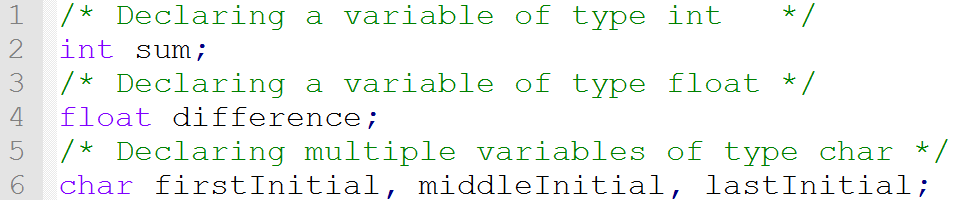 1 /* Declaring a variable of type int   */
2 int sum;
3 /* Declaring a variable of type float */
4 float difference;
5 /* Declaring multiple variables of type char */
6 char firstInitial, middleInitial, lastInitial;